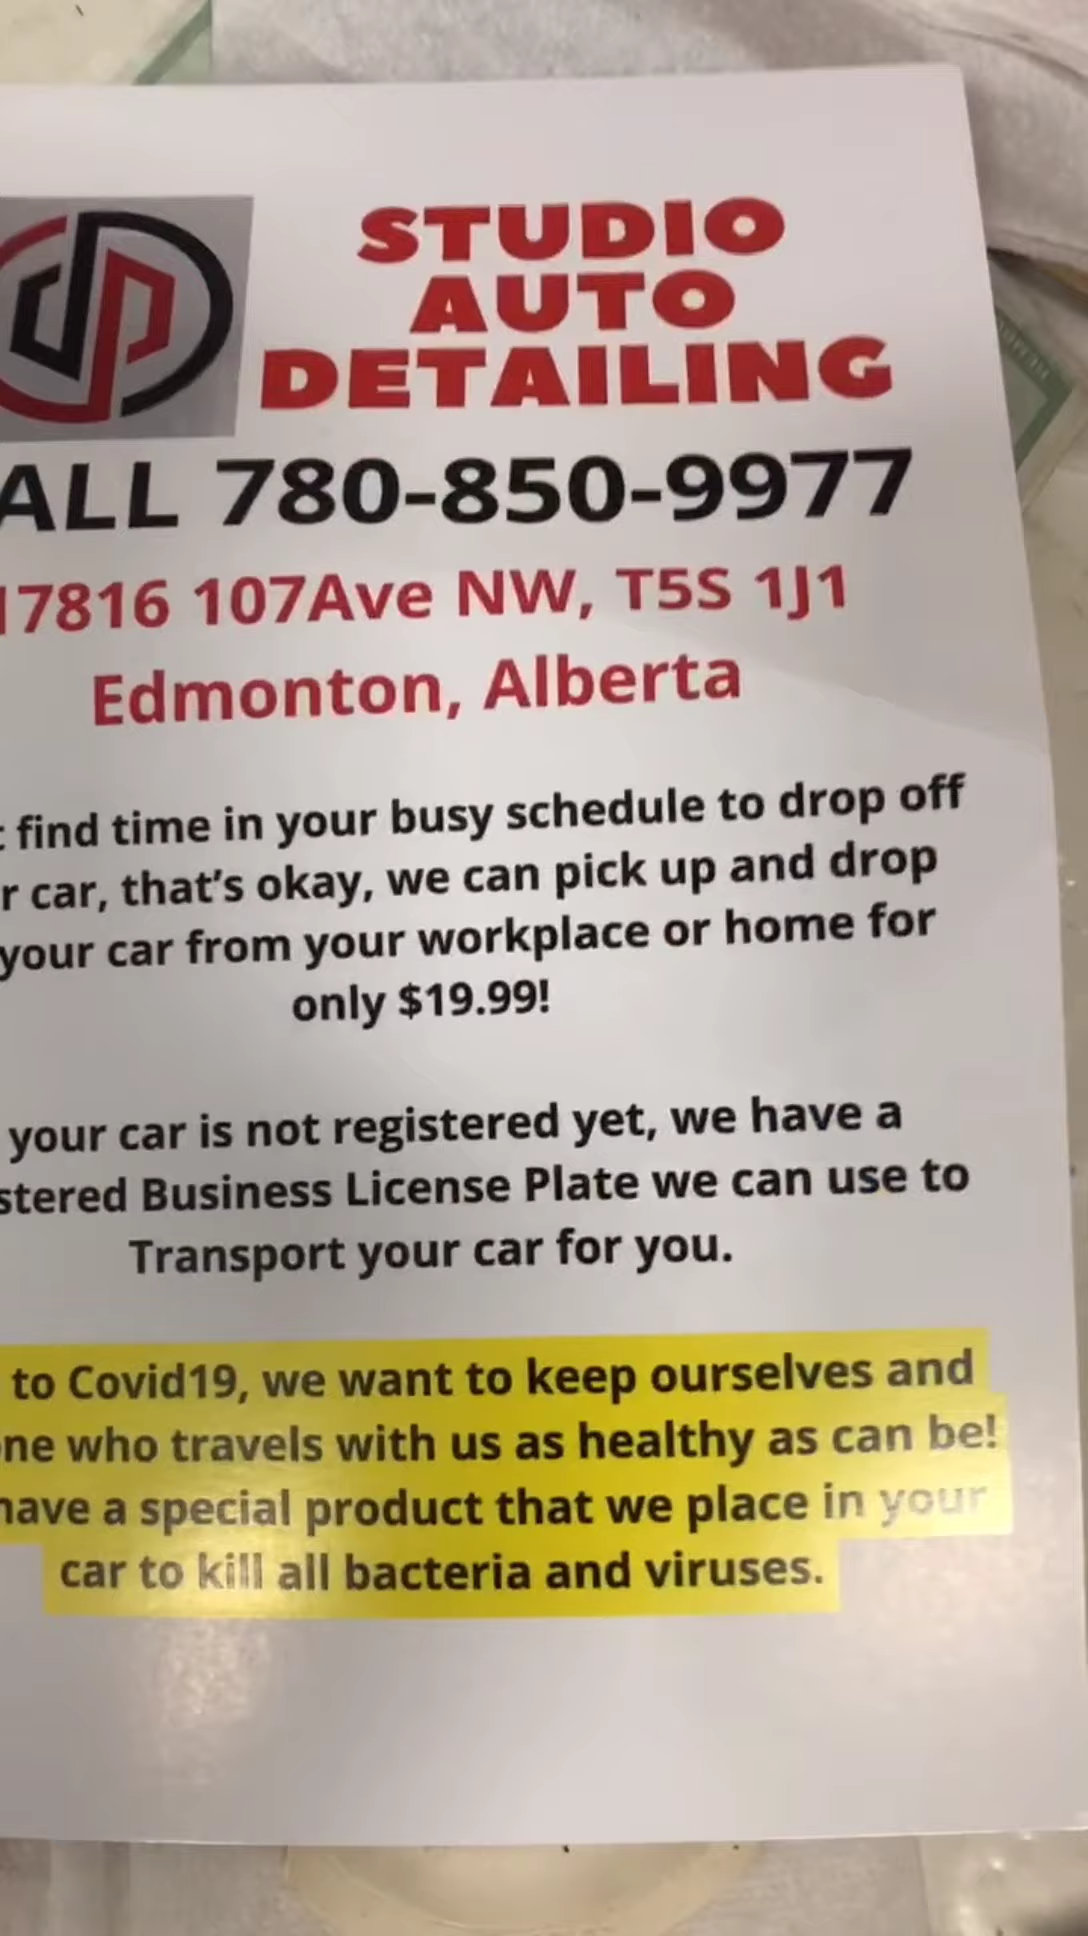 STUDIO
AUTO
DETAILING
ALL 780-850-9977
17816 107Ave NW, T5S 1J1
Edmonton, Alberta
find time in your busy schedule to drop off
r car, that's okay, we can pick up and drop
your car from your workplace or home for
only $19.99!
your car is not registered yet, we have a
stered Business License Plate we can use to
Transport your car for you.
to Covid19, we want to keep ourselves and
ne who travels with us as healthy as can be!
have a special product that we place in your
car to kill all bacteria and viruses.